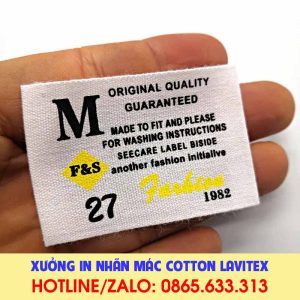 M
ORIGINAL QUALITY
GUARANTEED
MADE TO FIT AND PLEASE
FOR WASHING INSTRUCTIONS
SEECARE LABEL BISIDE
another fashion initialive
F&S
27
Fashion
1982
XƯỞNG IN NHÃN MÁC COTTON LAVITEX
HOTLINE/ZALO: 0865.633.313